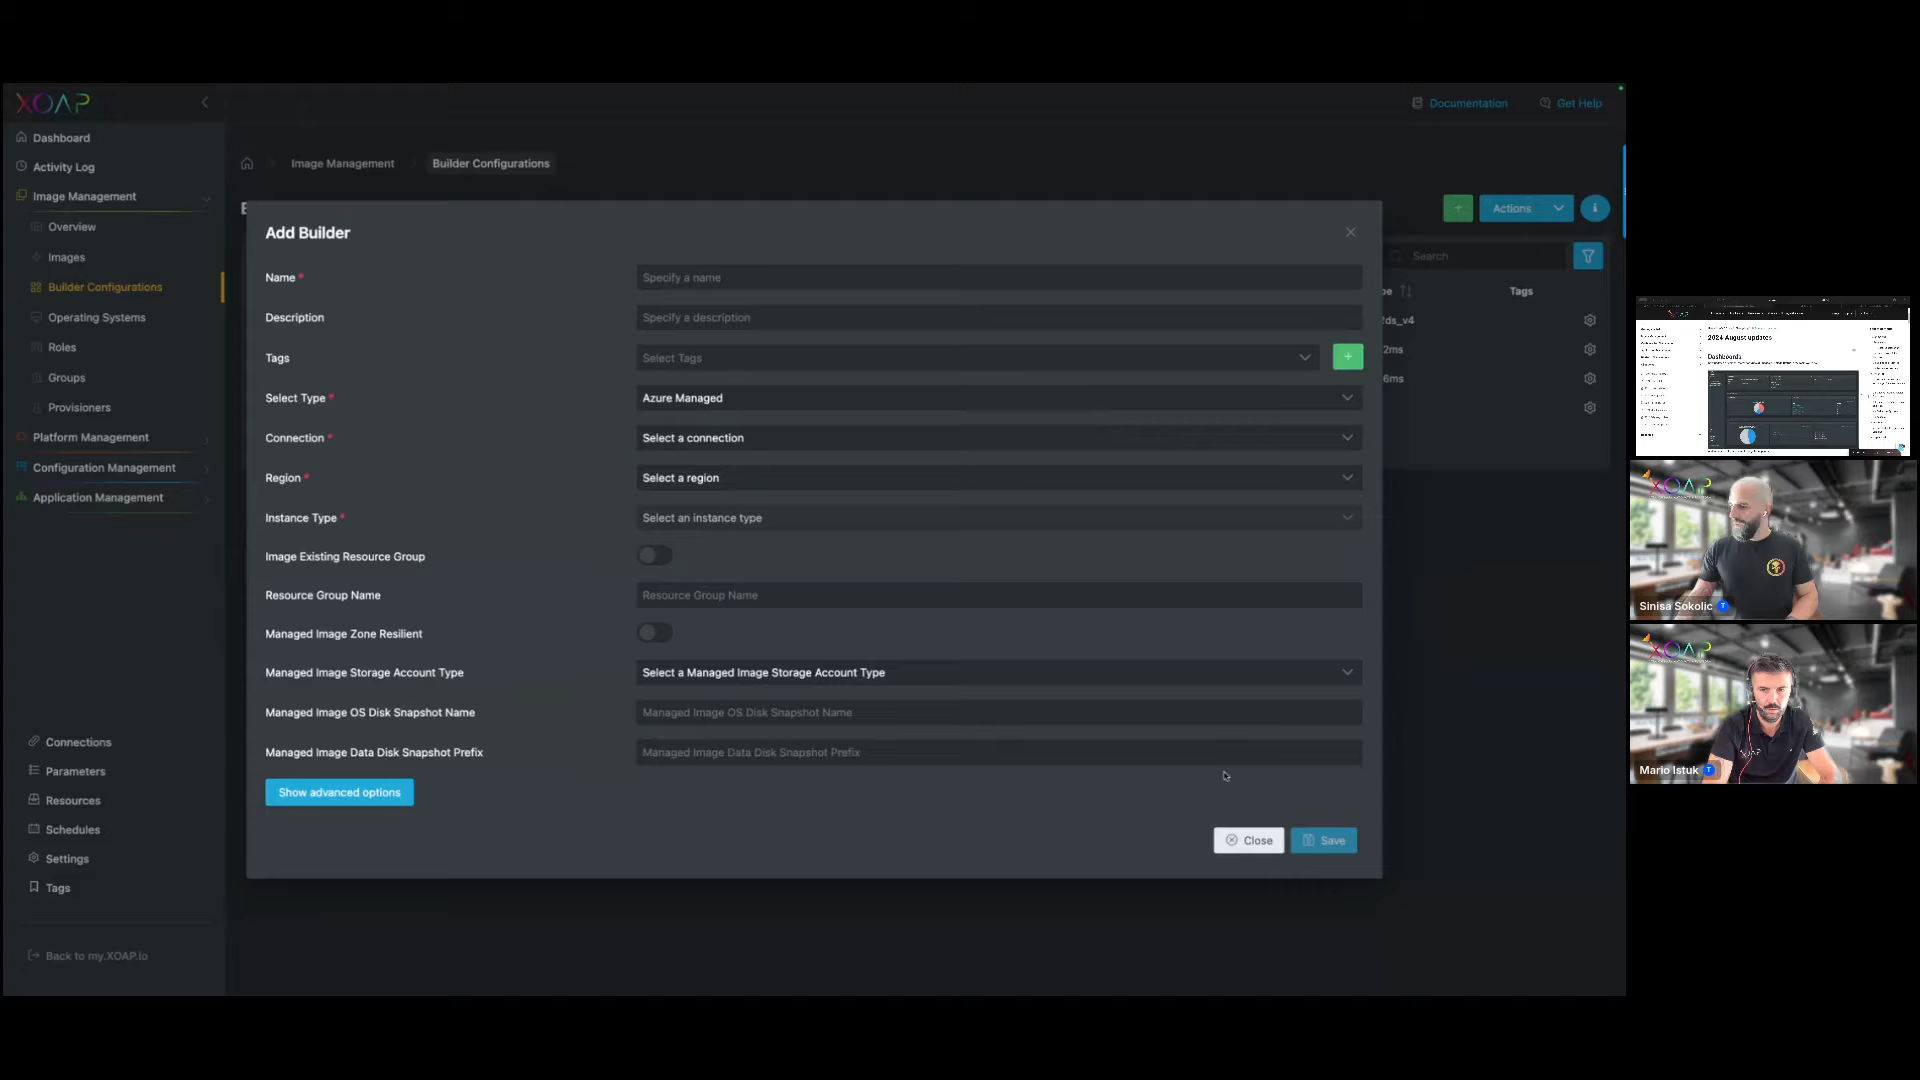 XOAP
Documentation
Get Help
Dashboard
Activity Log
Image Management
Overview
Images
Builder Configurations
Operating Systems
Roles
Groups
Provisioners
Platform Management
Configuration Management
Application Management
Connections
Parameters
Resources
Schedules
Settings
Tags
Back to my.XOAP.io
Image Management
Builder Configurations
Actions
Search
Tags
Add Builder
Name *
Specify a name
Description
Specify a description
Tags
Select Tags
Select Type *
Azure Managed
Connection *
Select a connection
Region *
Select a region
Instance Type *
Select an instance type
Image Existing Resource Group
Resource Group Name
Resource Group Name
Managed Image Zone Resilient
Managed Image Storage Account Type
Select a Managed Image Storage Account Type
Managed Image OS Disk Snapshot Name
Managed Image OS Disk Snapshot Name
Managed Image Data Disk Snapshot Prefix
Managed Image Data Disk Snapshot Prefix
Show advanced options
Close
Save
2024 August updates
Dashboards
XOAP
Sinisa Sokolic
XOAP
Mario Istuk